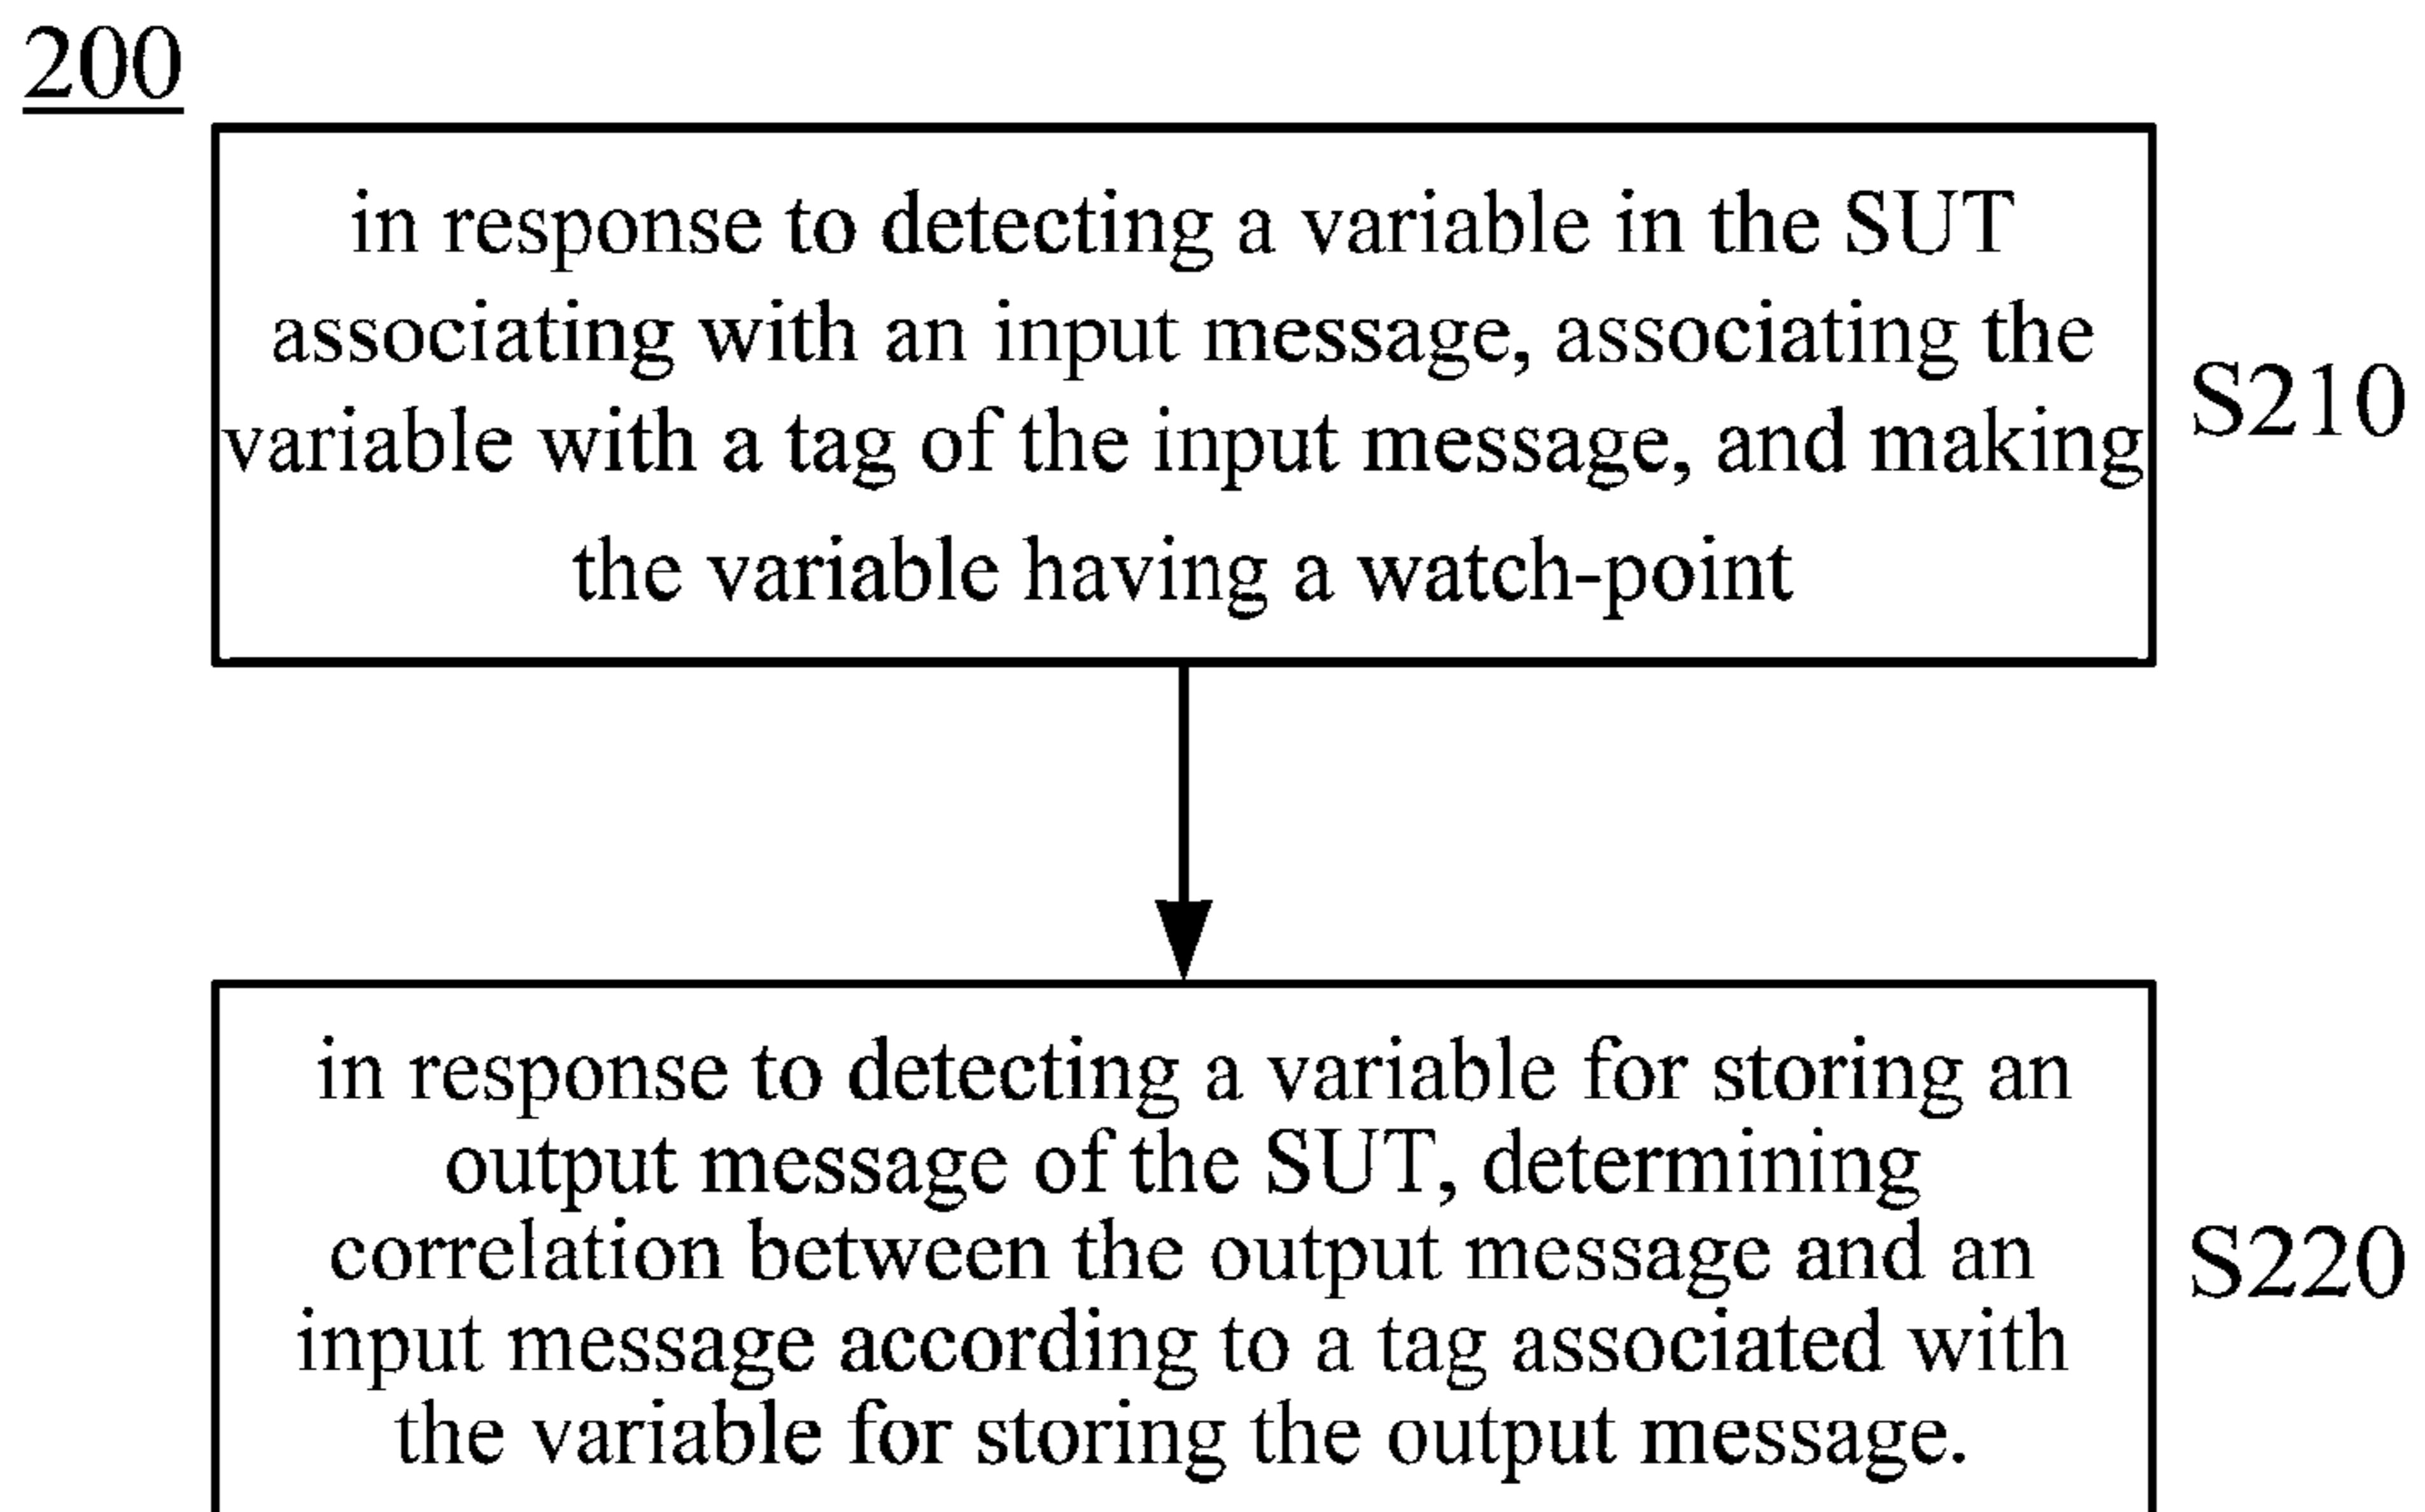 200
in response to detecting a variable in the SUT
associating with an input message, associating the
variable with a tag of the input message, and making
the variable having a watch-point
S210
in response to detecting a variable for storing an
output message of the SUT, determining
correlation between the output message and an
input message according to a tag associated with
the variable for storing the output message.
S220